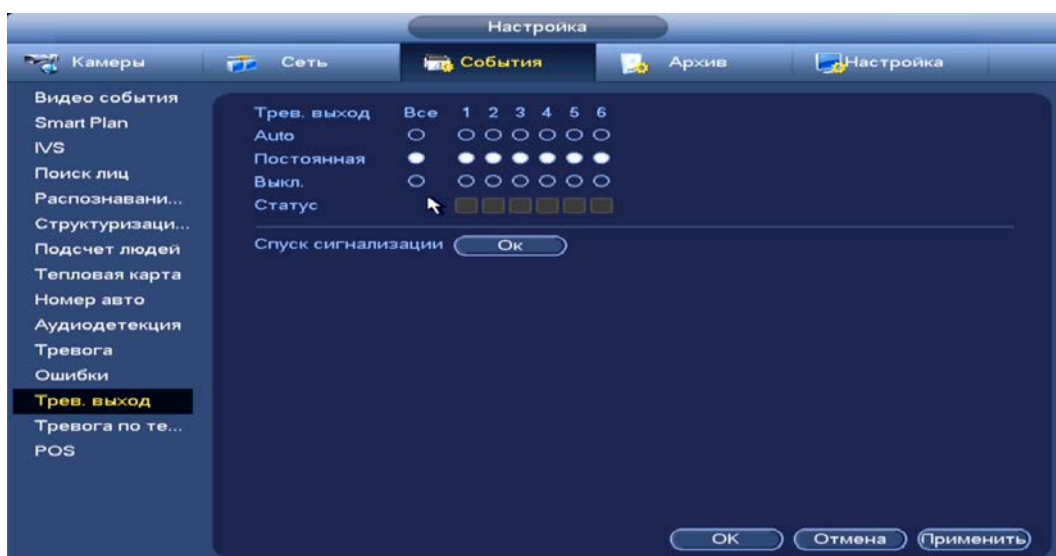 Настройка
Камеры Сеть События Архив Настройка
Видео события
Smart Plan
IVS
Поиск лиц
Распознавани...
Структуризаци...
Подсчет людей
Тепловая карта
Номер авто
Аудиодетекция
Тревога
Ошибки
Трев. выход
Тревога по те...
POS
Трев. выход Все 1 2 3 4 5 6
Auto
Постоянная
Выкл.
Статус
Спуск сигнализации Ок
OK Отмена Применить